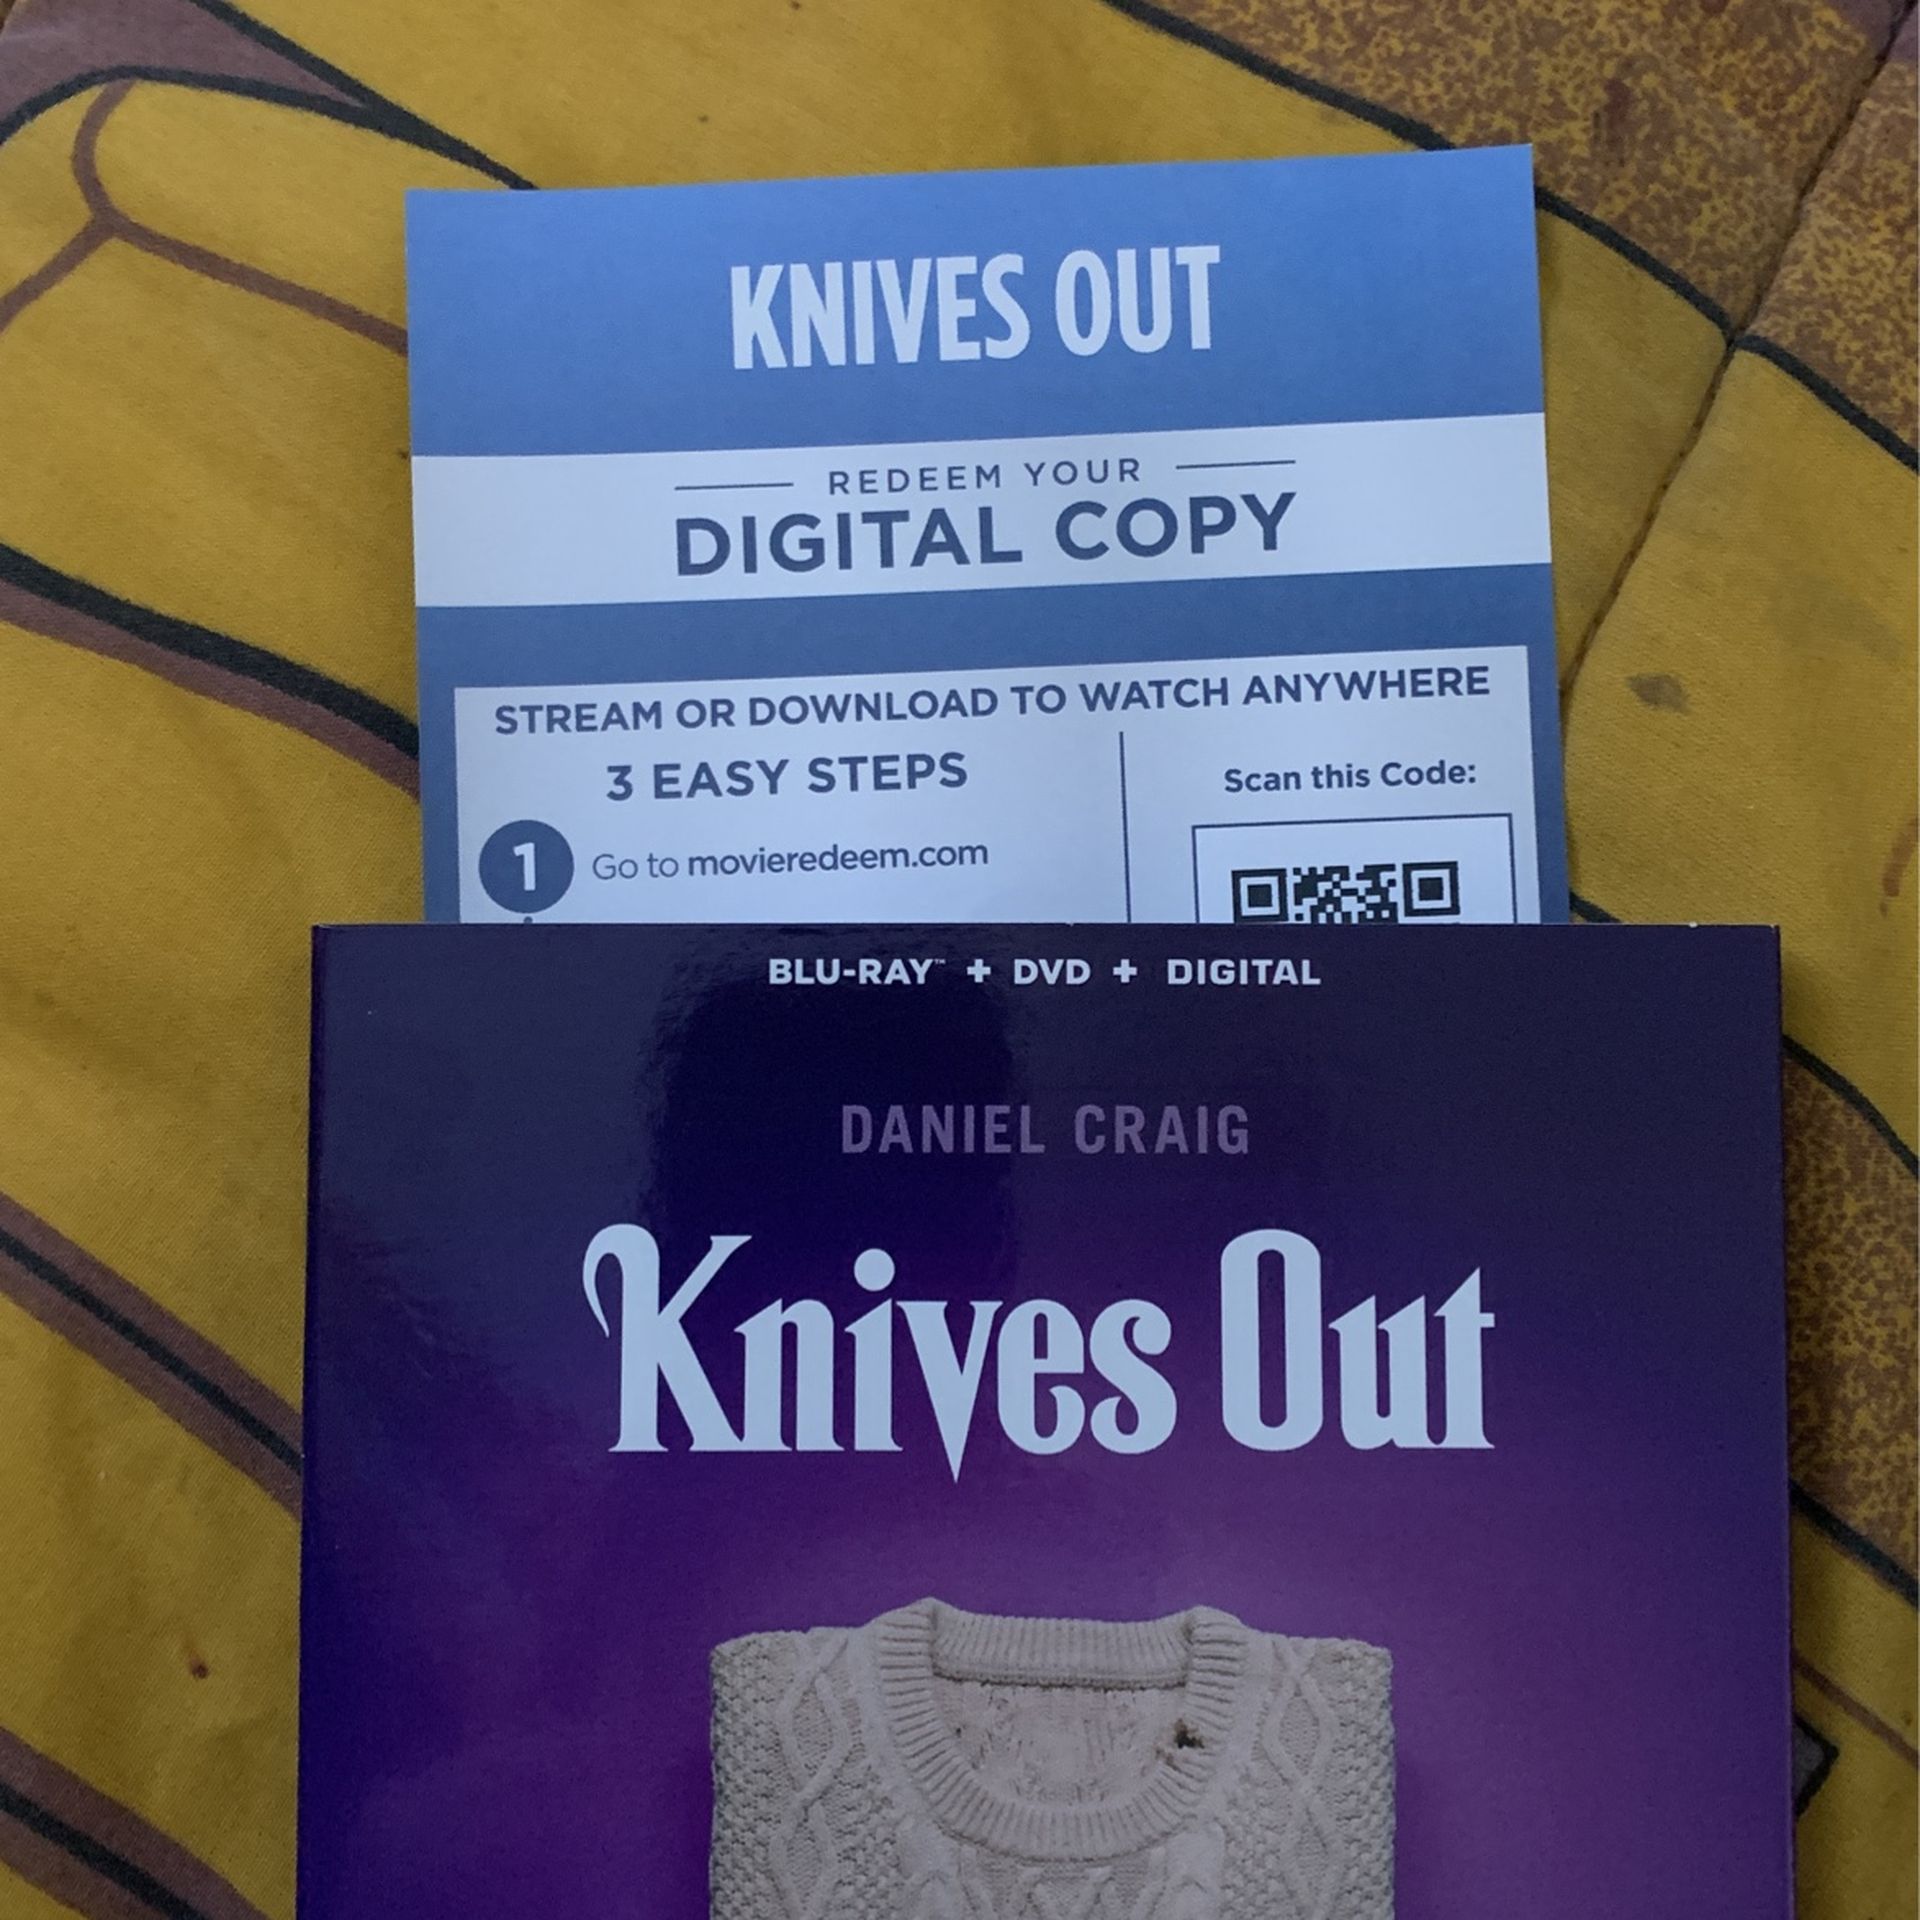 KNIVES OUT
REDEEM YOUR
DIGITAL COPY
STREAM OR DOWNLOAD TO WATCH ANYWHERE
3 EASY STEPS
1 Go to movieredeem.com
Scan this Code:
BLU-RAY™ + DVD + DIGITAL
DANIEL CRAIG
Knives Out